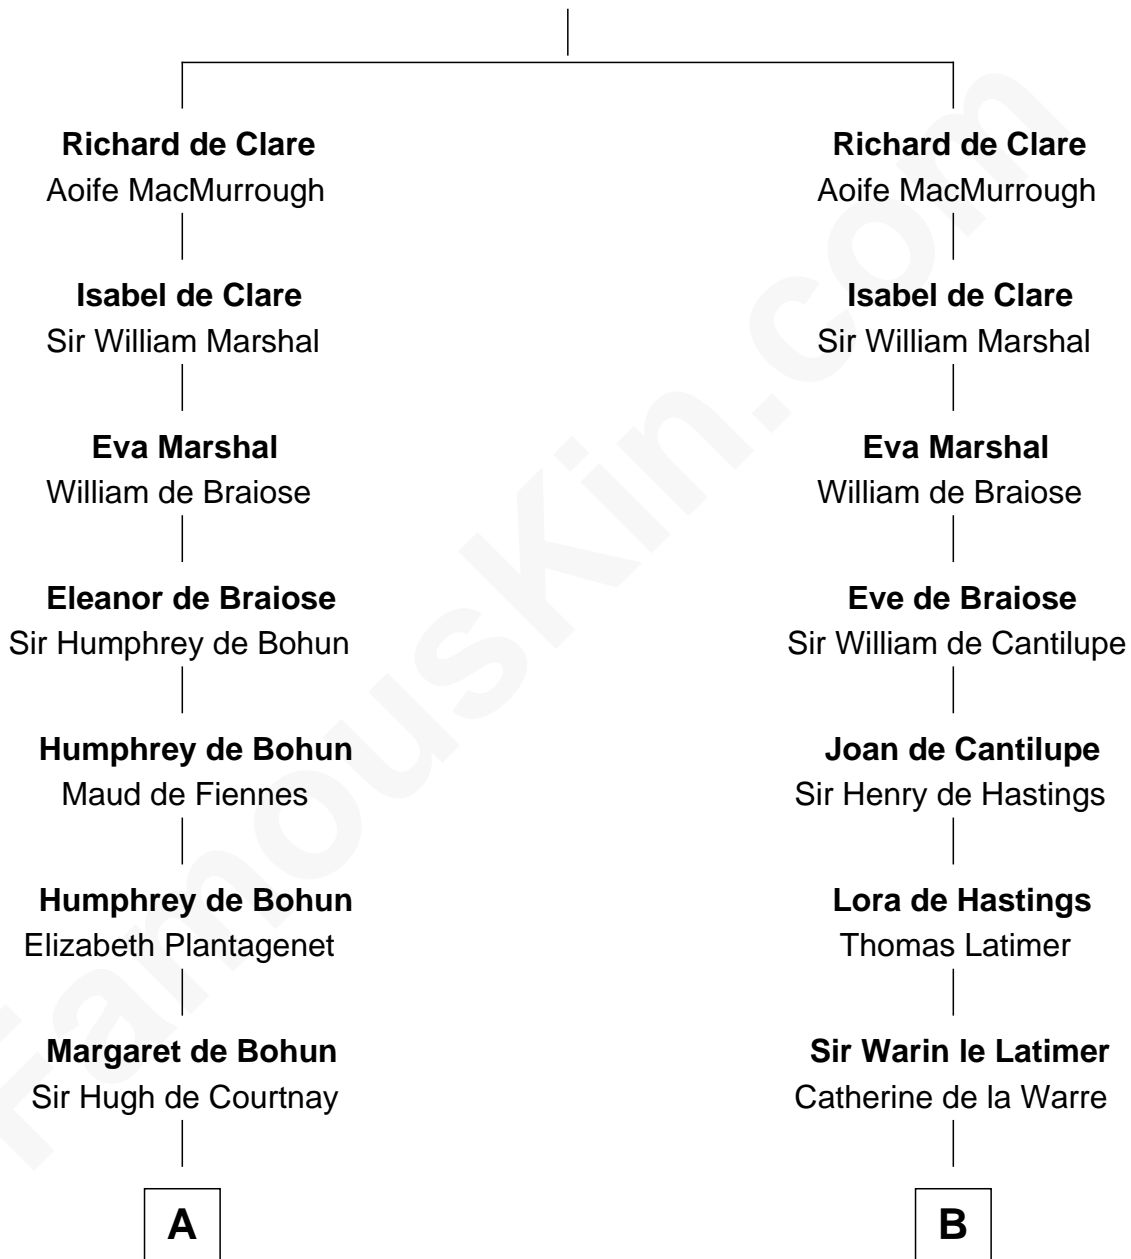 Richard de Clare
Aoife MacMurrough
Isabel de Clare
Sir William Marshal
Eva Marshal
William de Braiose
Eleanor de Braiose
Sir Humphrey de Bohun
Humphrey de Bohun
Maud de Fiennes
Humphrey de Bohun
Elizabeth Plantagenet
Margaret de Bohun
Sir Hugh de Courtnay
A
Richard de Clare
Aoife MacMurrough
Isabel de Clare
Sir William Marshal
Eva Marshal
William de Braiose
Eve de Braiose
Sir William de Cantilupe
Joan de Cantilupe
Sir Henry de Hastings
Lora de Hastings
Thomas Latimer
Sir Warin le Latimer
Catherine de la Warre
B
FamousKin.com